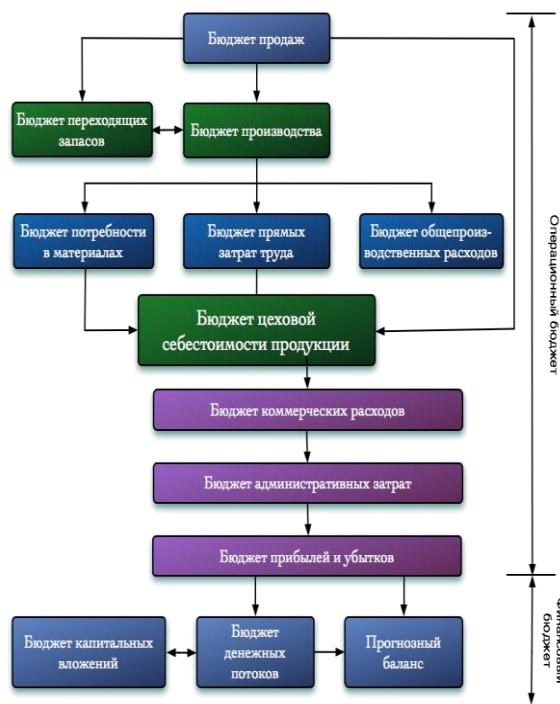 Бюджет продаж
Бюджет переходящих
запасов
Бюджет производства
Бюджет потребности
в материалах
Бюджет прямых
затрат труда
Бюджет общепроиз-
водственных расходов
Бюджет цеховой
себестоимости продукции
Бюджет коммерческих расходов
Бюджет административных затрат
Бюджет прибылей и убытков
Бюджет капитальных
вложений
Бюджет
денежных
потоков
Прогнозный
баланс
Операционный бюджет
Финансовый
бюджет